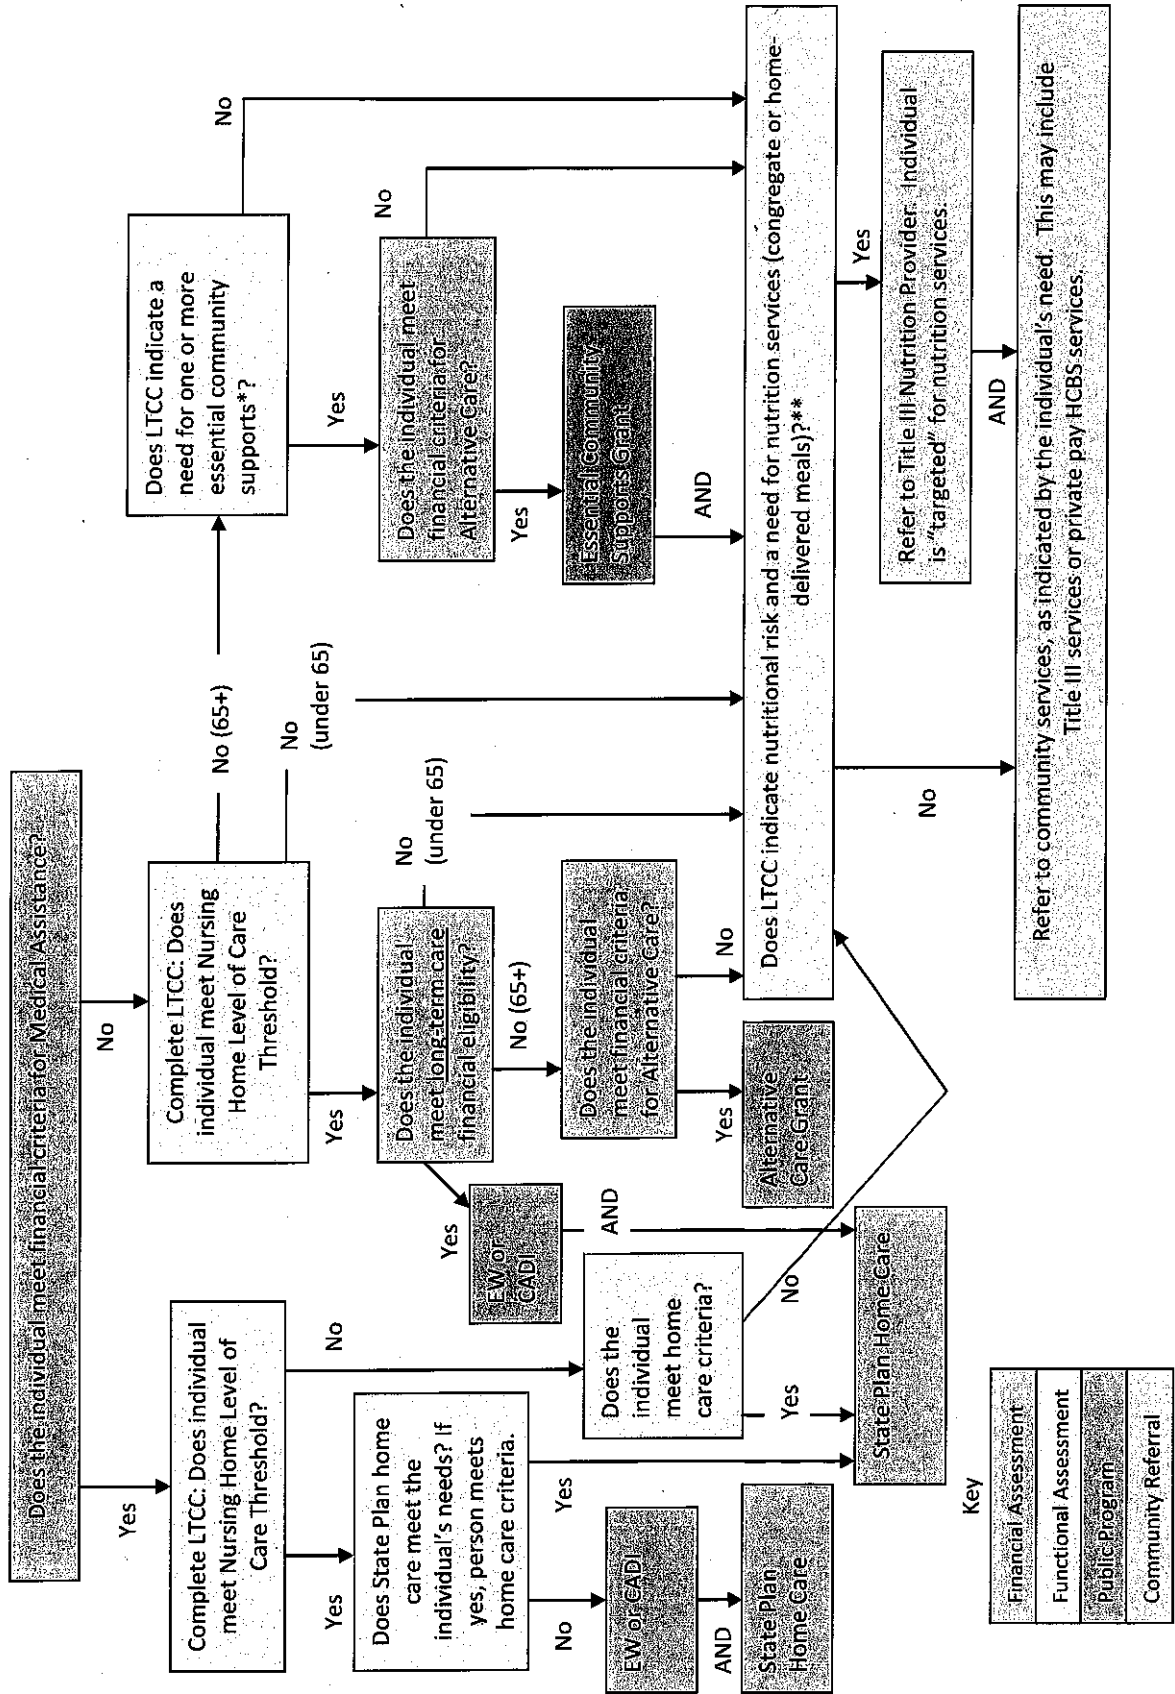 Does the individual meet financial criteria for Medical Assistance?
Yes
No
Complete LTCC: Does individual
meet Nursing Home Level of
Care Threshold?
Complete LTCC: Does
individual meet Nursing
Home Level of Care
Threshold?
No (65+)
No
(under 65)
Does LTCC indicate a
need for one or more
essential community
supports*?
No
Yes
No
Yes
Yes
Does State Plan home
care meet the
individual's needs? If
yes, person meets
home care criteria.
Does the individual
meet long-term care
financial eligibility?
No
(under 65)
Does the individual meet
financial criteria for
Alternative Care?
No
Yes
No (65+)
Yes
No
Yes
EW or
CADI
AND
Does the individual
meet financial criteria
for Alternative Care?
Essential Community
Supports Grant
AND
EW or CADI
Does the
individual
meet home
care criteria?
No
Yes
Yes
No
AND
State Plan
Home Care
State Plan Home Care
Alternative
Care Grant
Does LTCC indicate nutritional risk and a need for nutrition services (congregate or home-
delivered meals)?**
No
Yes
Refer to Title III Nutrition Provider. Individual
is "targeted" for nutrition services.
AND
Refer to community services, as indicated by the individual's need. This may include
Title III services or private pay HCBS services.
Key
Financial Assessment
Functional Assessment
Public Program
Community Referral